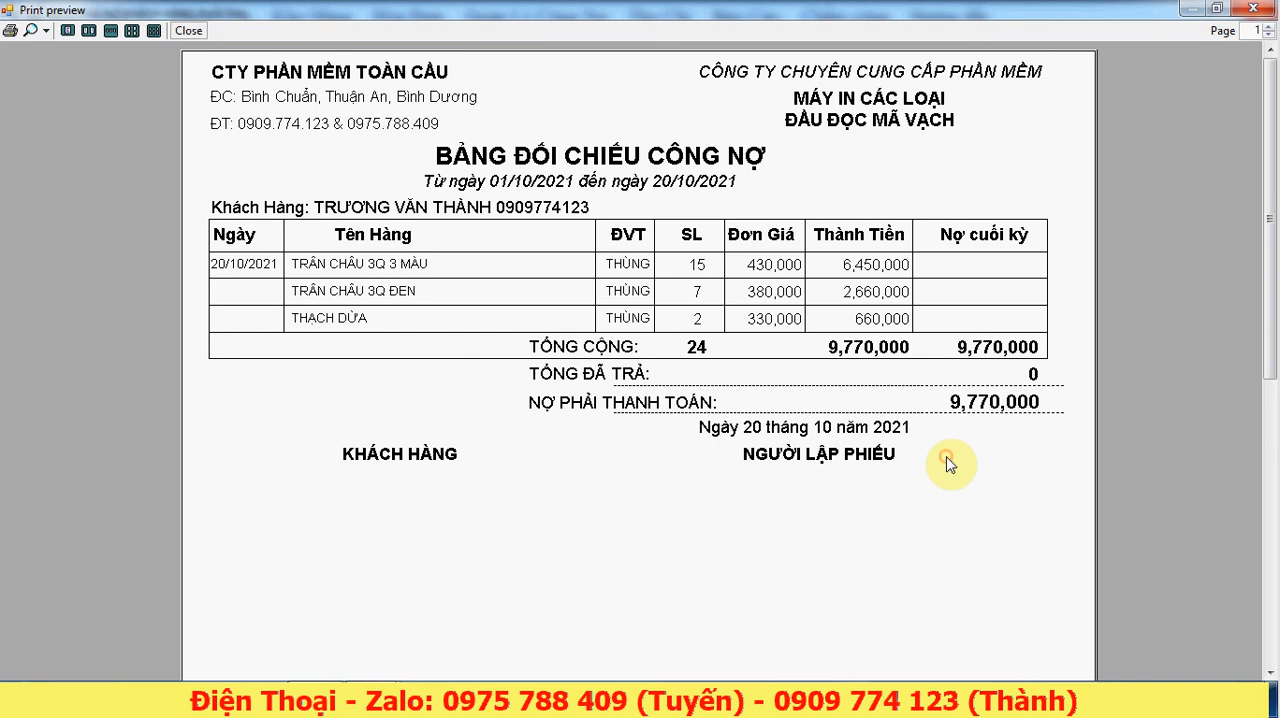 Print preview
Close
Page 1
CTY PHẦN MỀM TOÀN CẦU
CÔNG TY CHUYÊN CUNG CẤP PHẦN MỀM
ĐC: Bình Chuẩn, Thuận An, Bình Dương
MÁY IN CÁC LOẠI
ĐT: 0909.774.123 & 0975.788.409
ĐẦU ĐỌC MÃ VẠCH
BẢNG ĐỐI CHIẾU CÔNG NỢ
Từ ngày 01/10/2021 đến ngày 20/10/2021
Khách Hàng: TRƯƠNG VĂN THÀNH 0909774123
Ngày Tên Hàng ĐVT SL Đơn Giá Thành Tiền Nợ cuối kỳ
20/10/2021 TRÂN CHÂU 3Q 3 MÀU THÙNG 15 430,000 6,450,000
TRÂN CHÂU 3Q ĐEN THÙNG 7 380,000 2,660,000
THẠCH DỪA THÙNG 2 330,000 660,000
TỔNG CỘNG: 24 9,770,000 9,770,000
TỔNG ĐÃ TRẢ: 0
NỢ PHẢI THANH TOÁN: 9,770,000
Ngày 20 tháng 10 năm 2021
KHÁCH HÀNG NGƯỜI LẬP PHIẾU
Điện Thoại - Zalo: 0975 788 409 (Tuyến) - 0909 774 123 (Thành)